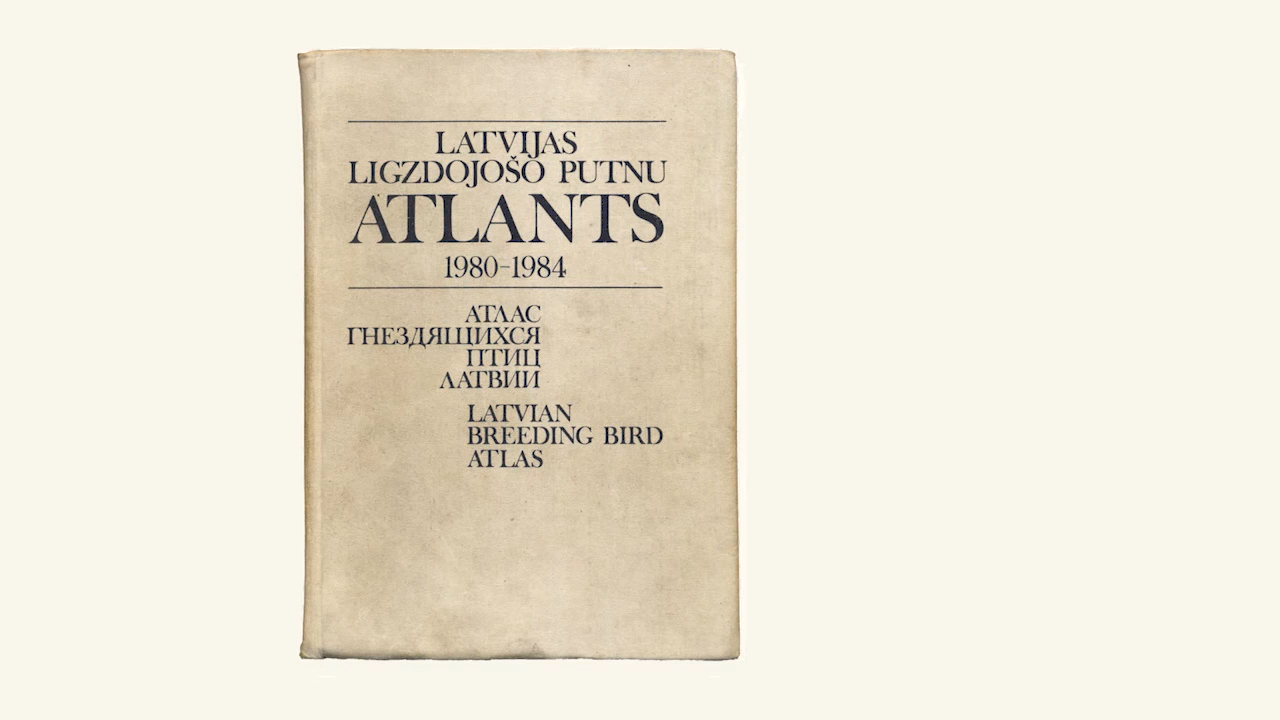 LATVIJAS
LIGZDOJOŠO PUTNU
ATLANTS
1980-1984
АТЛАС
ГНЕЗДЯЩИХСЯ
ПТИЦ
ЛАТВИИ
LATVIAN
BREEDING BIRD
ATLAS